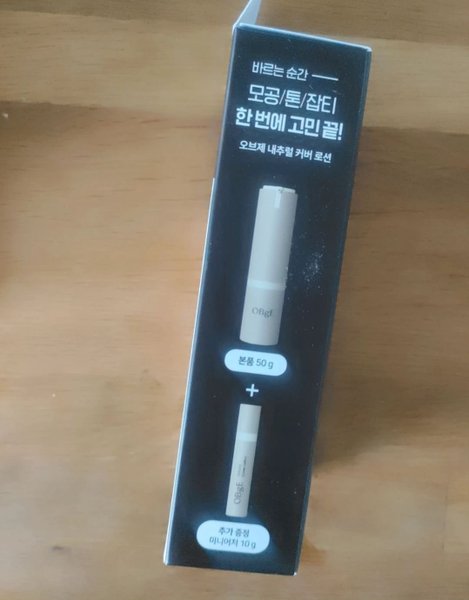 바르는 순간
모공/톤/잡티
한 번에 고민 끝!
오브제 내추럴 커버 로션
OBgE
본품 50 g
+
OBgE
추가 증정
미니어처 10 g